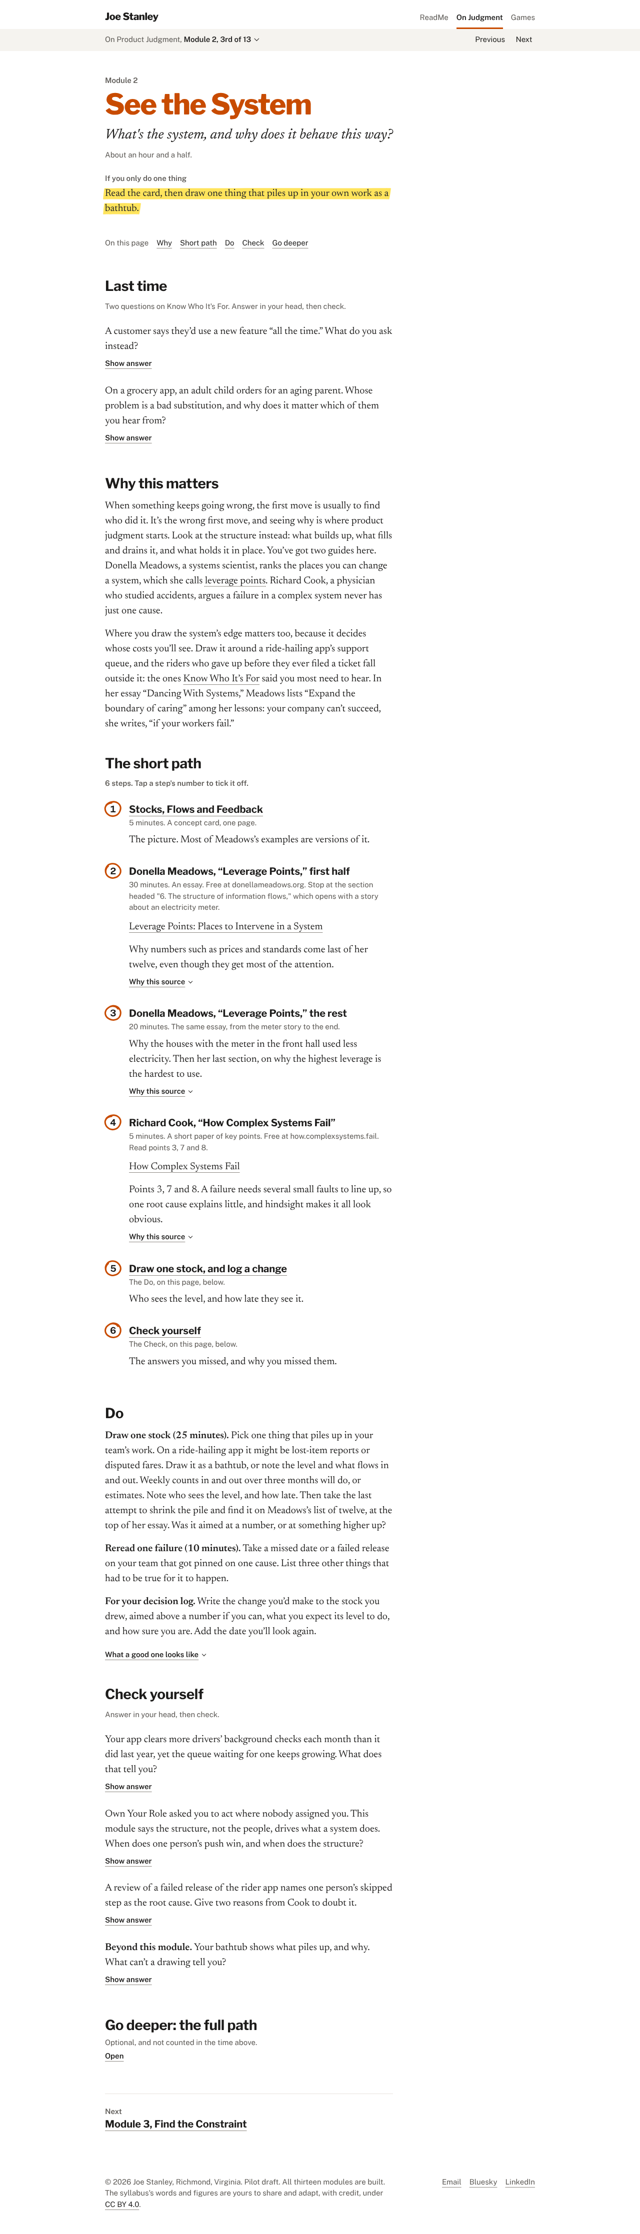 Joe Stanley
ReadMe On Judgment Games
On Product Judgment, Module 2, 3rd of 13
Previous Next
Module 2
See the System
What's the system, and why does it behave this way?
About an hour and a half.
If you only do one thing
Read the card, then draw one thing that piles up in your own work as a
bathtub.
On this page Why Short path Do Check Go deeper
Last time
Two questions on Know Who It's For. Answer in your head, then check.
A customer says they'd use a new feature “all the time.” What do you ask
instead?
Show answer
On a grocery app, an adult child orders for an aging parent. Whose
problem is a bad substitution, and why does it matter which of them
you hear from?
Show answer
Why this matters
When something keeps going wrong, the first move is usually to find
who did it. It's the wrong first move, and seeing why is where product
judgment starts. Look at the structure instead: what builds up, what fills
and drains it, and what holds it in place. You've got two guides here.
Donella Meadows, a systems scientist, ranks the places you can change
a system, which she calls leverage points. Richard Cook, a physician
who studied accidents, argues a failure in a complex system never has
just one cause.
Where you draw the system's edge matters too, because it decides
whose costs you'll see. Draw it around a ride-hailing app's support
queue, and the riders who gave up before they ever filed a ticket fall
outside it: the ones Know Who It's For said you most need to hear. In
her essay “Dancing With Systems,” Meadows lists “Expand the
boundary of caring” among her lessons: your company can't succeed,
she writes, “if your workers fail.”
The short path
6 steps. Tap a step's number to tick it off.
1 Stocks, Flows and Feedback
5 minutes. A concept card, one page.
The picture. Most of Meadows's examples are versions of it.
2 Donella Meadows, “Leverage Points,” first half
30 minutes. An essay. Free at donellameadows.org. Stop at the section
headed “6. The structure of information flows,” which opens with a story
about an electricity meter.
Leverage Points: Places to Intervene in a System
Why numbers such as prices and standards come last of her
twelve, even though they get most of the attention.
Why this source
3 Donella Meadows, “Leverage Points,” the rest
20 minutes. The same essay, from the meter story to the end.
Why the houses with the meter in the front hall used less
electricity. Then her last section, on why the highest leverage is
the hardest to use.
Why this source
4 Richard Cook, “How Complex Systems Fail”
5 minutes. A short paper of key points. Free at how.complexsystems.fail.
Read points 3, 7 and 8.
How Complex Systems Fail
Points 3, 7 and 8. A failure needs several small faults to line up, so
one root cause explains little, and hindsight makes it all look
obvious.
Why this source
5 Draw one stock, and log a change
The Do, on this page, below.
Who sees the level, and how late they see it.
6 Check yourself
The Check, on this page, below.
The answers you missed, and why you missed them.
Do
Draw one stock (25 minutes). Pick one thing that piles up in your
team's work. On a ride-hailing app it might be lost-item reports or
disputed fares. Draw it as a bathtub, or note the level and what flows in
and out. Weekly counts in and out over three months will do, or
estimates. Note who sees the level, and how late. Then take the last
attempt to shrink the pile and find it on Meadows's list of twelve, at the
top of her essay. Was it aimed at a number, or at something higher up?
Reread one failure (10 minutes). Take a missed date or a failed release
on your team that got pinned on one cause. List three other things that
had to be true for it to happen.
For your decision log. Write the change you'd make to the stock you
drew, aimed above a number if you can, what you expect its level to do,
and how sure you are. Add the date you'll look again.
What a good one looks like
Check yourself
Answer in your head, then check.
Your app clears more drivers' background checks each month than it
did last year, yet the queue waiting for one keeps growing. What does
that tell you?
Show answer
Own Your Role asked you to act where nobody assigned you. This
module says the structure, not the people, drives what a system does.
When does one person's push win, and when does the structure?
Show answer
A review of a failed release of the rider app names one person's skipped
step as the root cause. Give two reasons from Cook to doubt it.
Show answer
Beyond this module. Your bathtub shows what piles up, and why.
What can't a drawing tell you?
Show answer
Go deeper: the full path
Optional, and not counted in the time above.
Open
Next
Module 3, Find the Constraint
© 2026 Joe Stanley, Richmond, Virginia. Pilot draft. All thirteen modules are built.
The syllabus's words and figures are yours to share and adapt, with credit, under
CC BY 4.0.
Email Bluesky LinkedIn